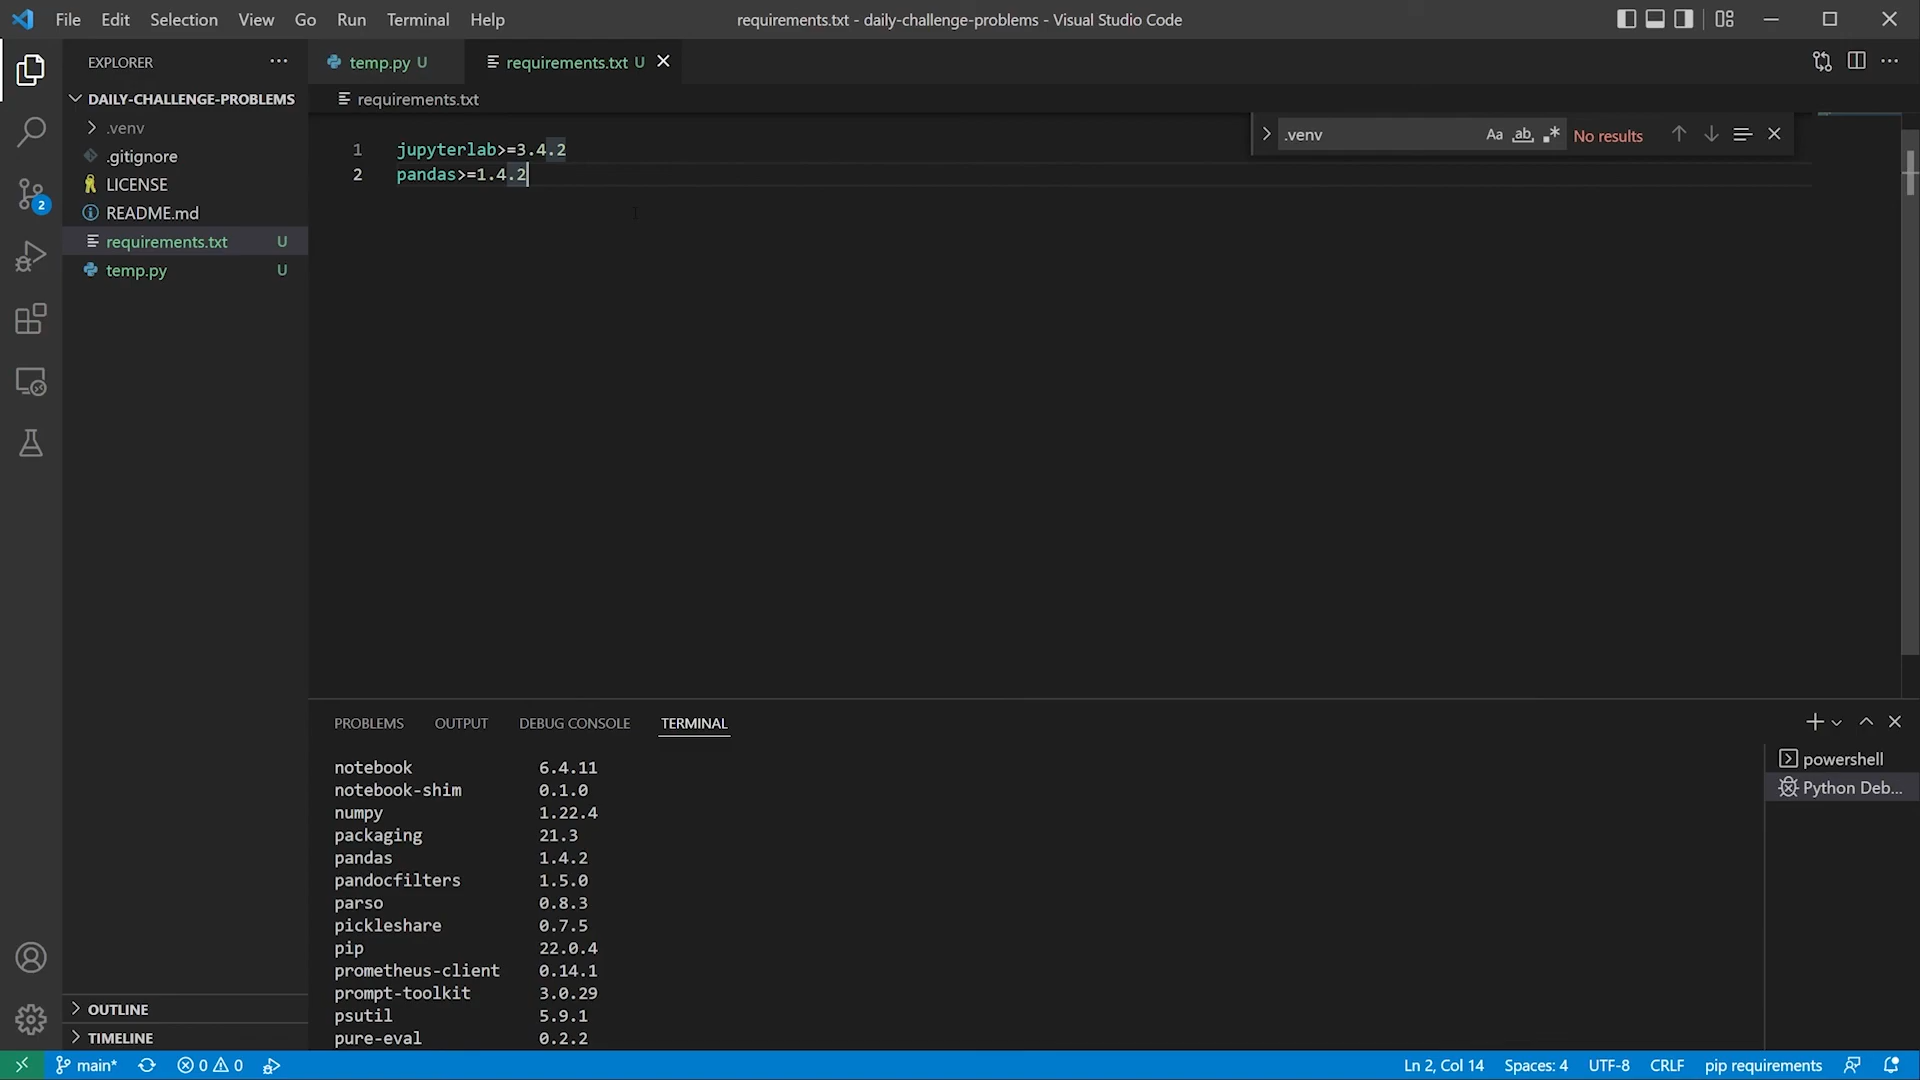 File Edit Selection View Go Run Terminal Help
requirements.txt - daily-challenge-problems - Visual Studio Code
EXPLORER
DAILY-CHALLENGE-PROBLEMS
.venv
.gitignore
LICENSE
README.md
requirements.txt U
temp.py U
OUTLINE
TIMELINE
2
temp.py U
requirements.txt U
requirements.txt
.venv Aa ab No results
1 jupyterlab>=3.4.2
2 pandas>=1.4.2
PROBLEMS OUTPUT DEBUG CONSOLE TERMINAL
notebook 6.4.11
notebook-shim 0.1.0
numpy 1.22.4
packaging 21.3
pandas 1.4.2
pandocfilters 1.5.0
parso 0.8.3
pickleshare 0.7.5
pip 22.0.4
prometheus-client 0.14.1
prompt-toolkit 3.0.29
psutil 5.9.1
pure-eval 0.2.2
powershell
Python Deb...
main* 0 0 Ln 2, Col 14 Spaces: 4 UTF-8 CRLF pip requirements